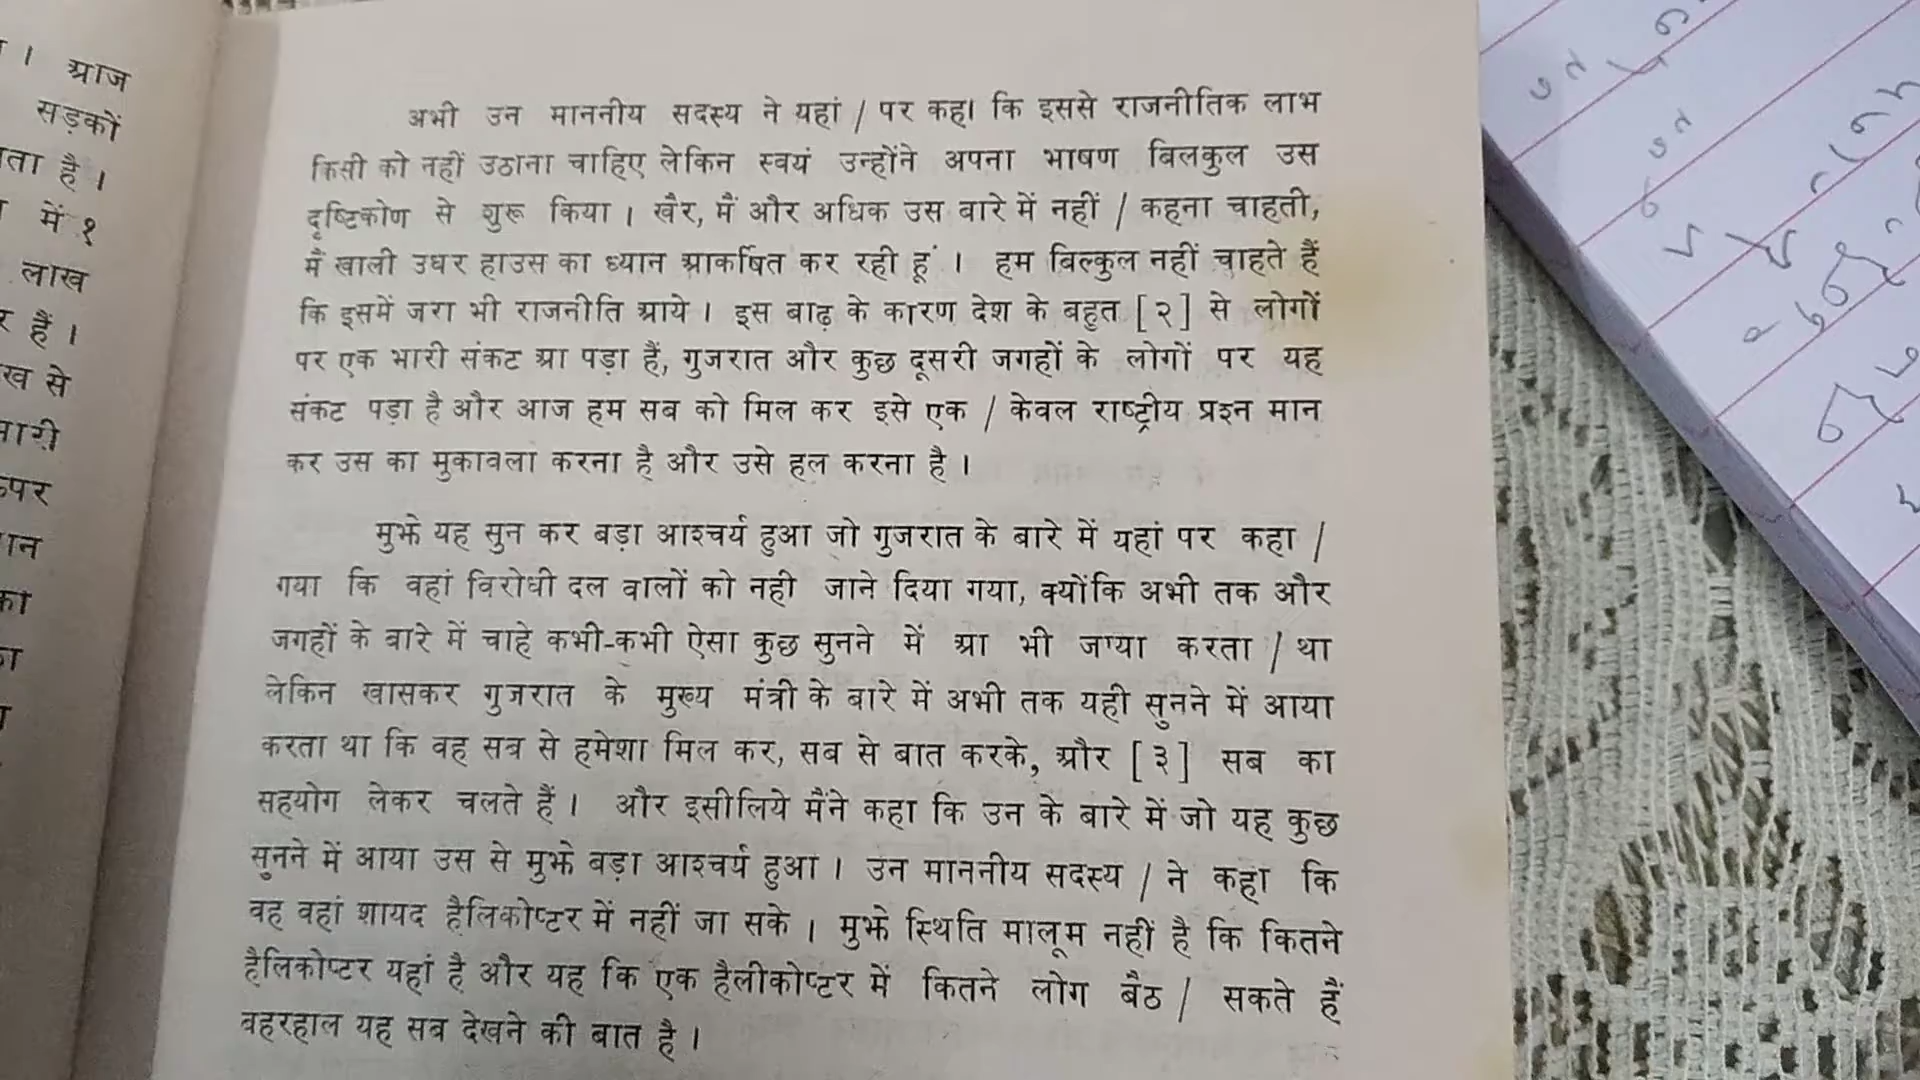 । आज
सड़कों
ता है ।
में १
लाख
हैं ।
ख से
पर
अभी उन माननीय सदस्य ने यहां / पर कहा कि इससे राजनीतिक लाभ
किसी को नहीं उठाना चाहिए लेकिन स्वयं उन्होंने अपना भाषण बिलकुल उस
दृष्टिकोण से शुरू किया । खैर, मैं और अधिक उस बारे में नहीं / कहना चाहती,
मैं खाली उधर हाउस का ध्यान आकर्षित कर रही हूं । हम बिल्कुल नहीं चाहते हैं
कि इसमें जरा भी राजनीति आये । इस बाढ़ के कारण देश के बहुत [२] से लोगों
पर एक भारी संकट आ पड़ा हैं, गुजरात और कुछ दूसरी जगहों के लोगों पर यह
संकट पड़ा है और आज हम सब को मिल कर इसे एक / केवल राष्ट्रीय प्रश्न मान
कर उस का मुकावला करना है और उसे हल करना है ।
मुझे यह सुन कर बड़ा आश्चर्य हुआ जो गुजरात के बारे में यहां पर कहा /
गया कि वहां विरोधी दल वालों को नही जाने दिया गया, क्योंकि अभी तक और
जगहों के बारे में चाहे कभी-कभी ऐसा कुछ सुनने में आ भी जाया करता / था
लेकिन खासकर गुजरात के मुख्य मंत्री के बारे में अभी तक यही सुनने में आया
करता था कि वह सब से हमेशा मिल कर, सब से बात करके, और [३] सब का
सहयोग लेकर चलते हैं । और इसीलिये मैंने कहा कि उन के बारे में जो यह कुछ
सुनने में आया उस से मुझे बड़ा आश्चर्य हुआ । उन माननीय सदस्य / ने कहा कि
वह वहां शायद हैलिकोप्टर में नहीं जा सके । मुझे स्थिति मालूम नहीं है कि कितने
हैलिकोप्टर यहां है और यह कि एक हैलीकोप्टर में कितने लोग बैठ / सकते हैं
वहरहाल यह सब देखने की बात है ।